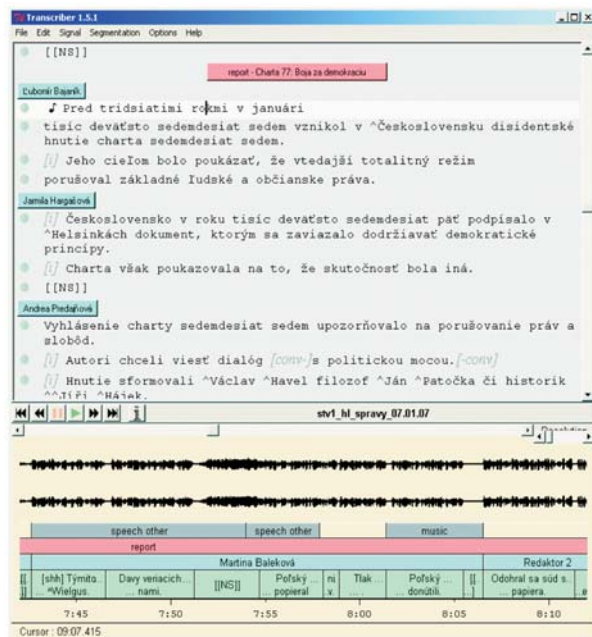 Transcriber 1.5.1
File Edit Signal Segmentation Options Help
[[NS]]
report - Charta 77: Boja za demokraciu
Ľubomír Bajaník
Pred tridsiatimi rokmi v januári
tisíc deväťsto sedemdesiat sedem vznikol v ^Československu disidentské
hnutie charta sedemdesiat sedem.
[i] Jeho cieľom bolo poukázať, že vtedajší totalitný režim
porušoval základné ľudské a občianske práva.
Jamila Hargašová
[i] Československo v roku tisíc deväťsto sedemdesiat päť podpísalo v
^Helsinkách dokument, ktorým sa zaviazalo dodržiavať demokratické
princípy.
[i] Charta však poukazovala na to, že skutočnosť bola iná.
[[NS]]
Andrea Predajňová
Vyhlásenie charty sedemdesiat sedem upozorňovalo na porušovanie práv a
slobôd.
[i] Autori chceli viesť dialóg [conv-]s politickou mocou.[-conv]
[i] Hnutie sformovali ^Václav ^Havel filozof ^Ján ^Patočka či historik
^^Jiří ^Hájek.
stv1_hl_spravy_07.01.07
speech other speech other music
report
Martina Baleková Redaktor 2
[[. [shh] Týmito.. Davy veriacich... [[NS]] Poľský ... ni Tlak ... Poľský ... [[. Odohral sa súd s..
..] ... ^Wielgus. ... nami. ... popieral .v. ... . ... donútili. ..] ... papiera. ..e
7:45 7:50 7:55 8:00 8:05 8:10
Cursor : 09:07.415